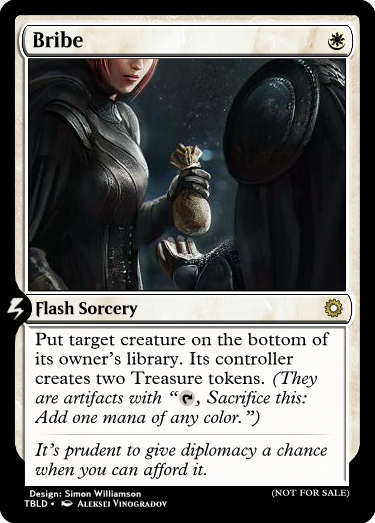 Bribe
Flash Sorcery
Put target creature on the bottom of
its owner's library. Its controller
creates two Treasure tokens. (They
are artifacts with “, Sacrifice this:
Add one mana of any color.”)
It's prudent to give diplomacy a chance
when you can afford it.
Design: Simon Williamson
(NOT FOR SALE)
TBLD • Aleksei Vinogradov